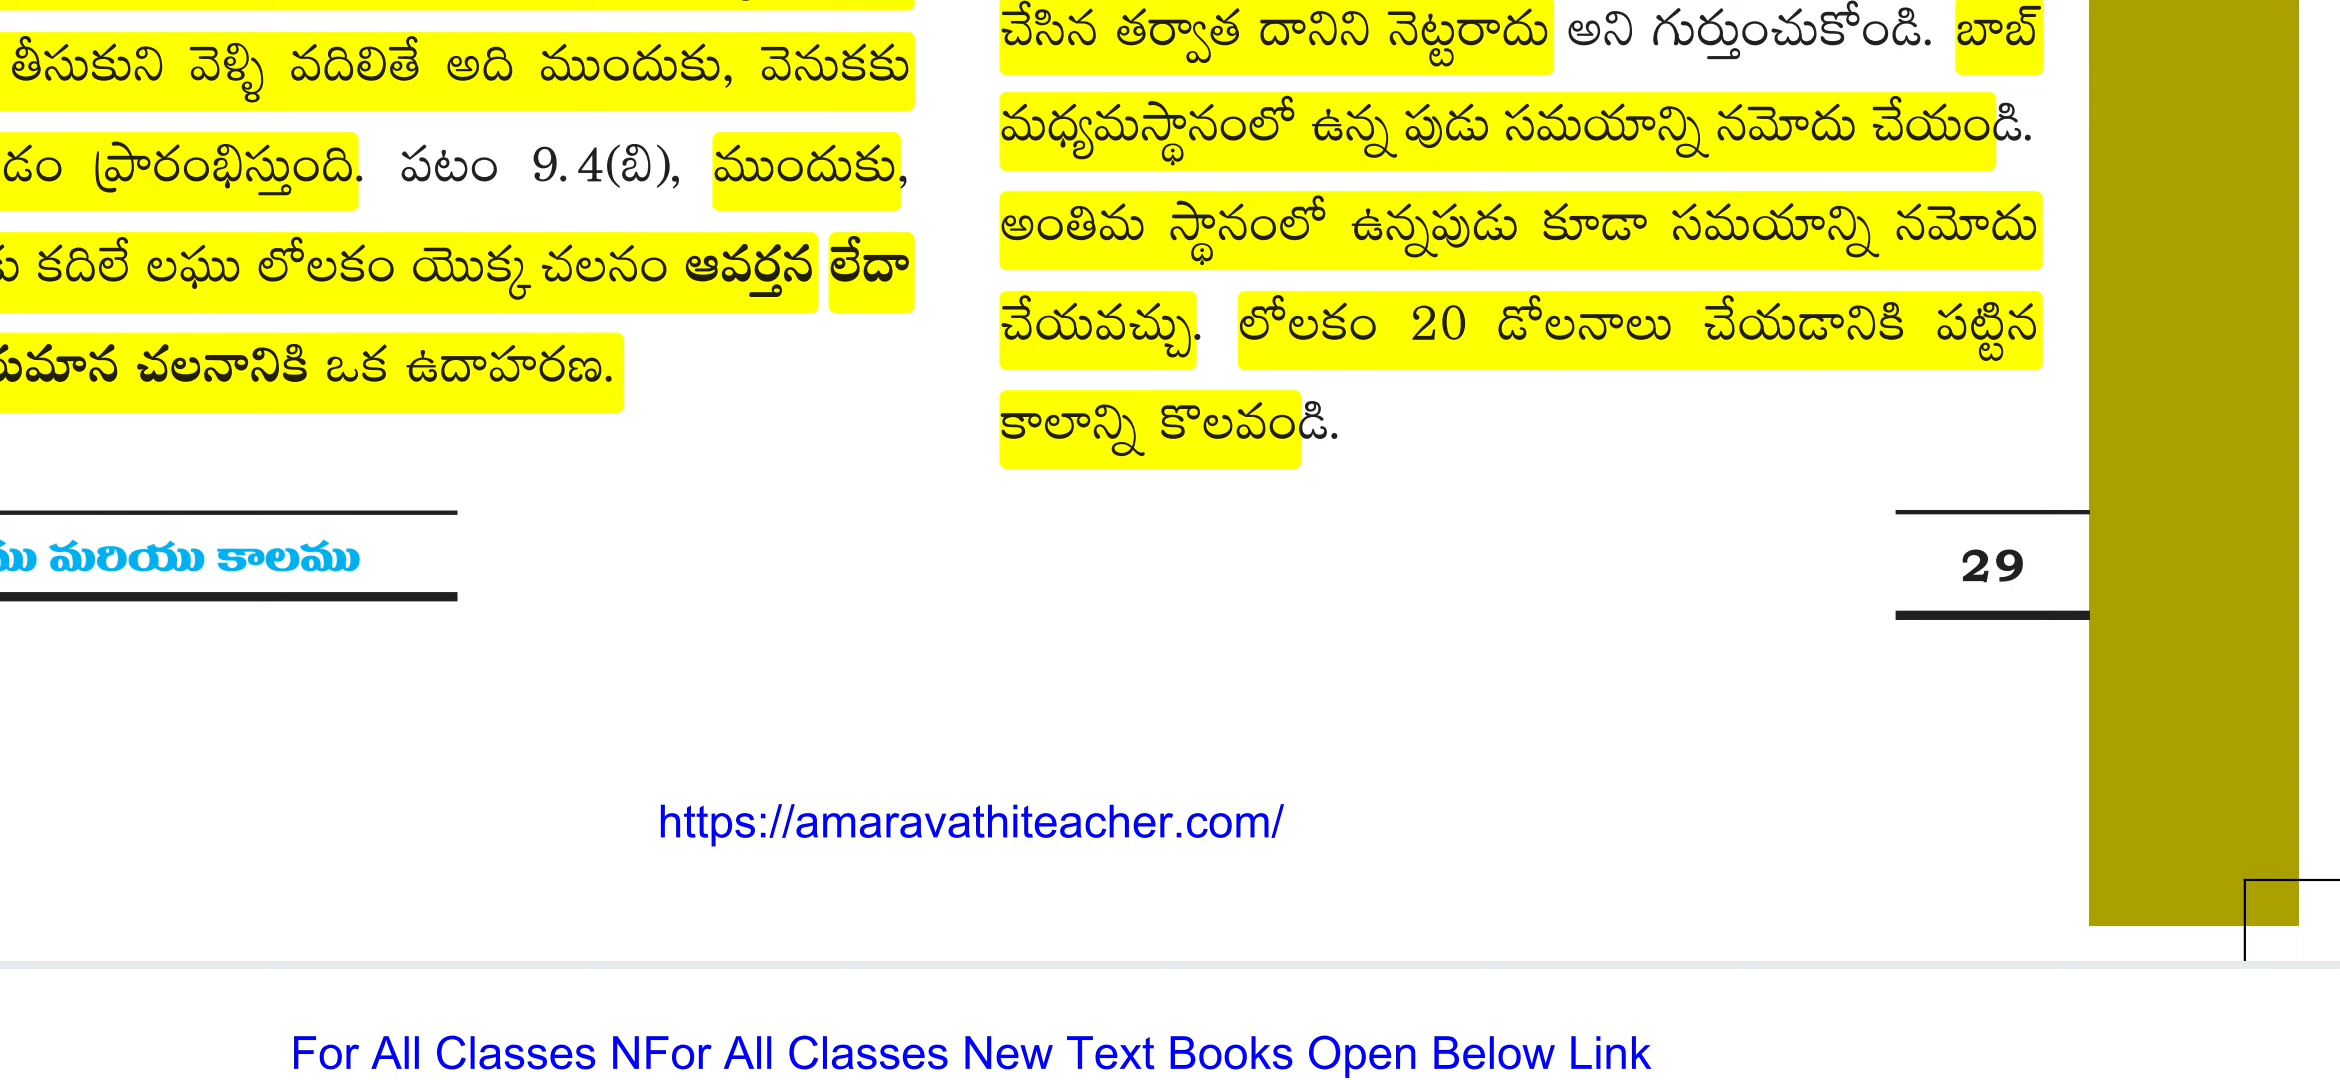 తీసుకుని వెళ్ళి వదిలితే అది ముందుకు, వెనుకకు
డం ప్రారంభిస్తుంది. పటం 9.4(బి), ముందుకు,
కదిలే లఘు లోలకం యొక్క చలనం ఆవర్తన లేదా
మాన చలనానికి ఒక ఉదాహరణ.
చేసిన తర్వాత దానిని నెట్టరాదు అని గుర్తుంచుకోండి. బాబ్
మధ్యమస్థానంలో ఉన్న పుడు సమయాన్ని నమోదు చేయండి.
అంతిమ స్థానంలో ఉన్నపుడు కూడా సమయాన్ని నమోదు
చేయవచ్చు. లోలకం 20 డోలనాలు చేయడానికి పట్టిన
కాలాన్ని కొలవండి.
ము మరియు కాలము
29
https://amaravathiteacher.com/
For All Classes NFor All Classes New Text Books Open Below Link